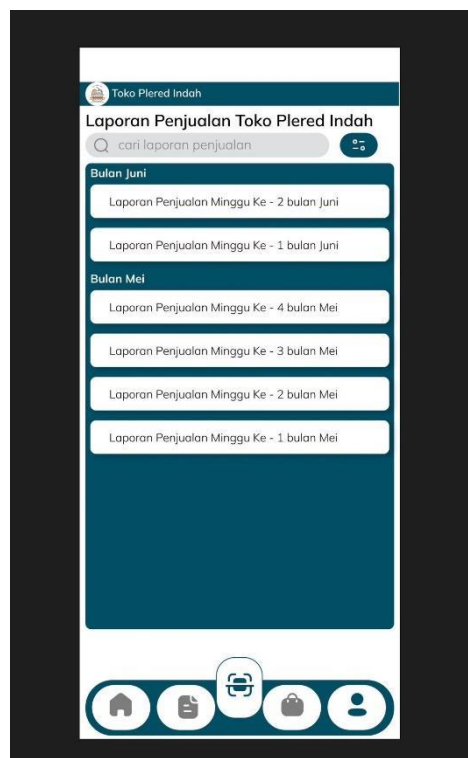 Toko Plered Indah
Laporan Penjualan Toko Plered Indah
cari laporan penjualan
Bulan Juni
Laporan Penjualan Minggu Ke - 2 bulan Juni
Laporan Penjualan Minggu Ke - 1 bulan Juni
Bulan Mei
Laporan Penjualan Minggu Ke - 4 bulan Mei
Laporan Penjualan Minggu Ke - 3 bulan Mei
Laporan Penjualan Minggu Ke - 2 bulan Mei
Laporan Penjualan Minggu Ke - 1 bulan Mei